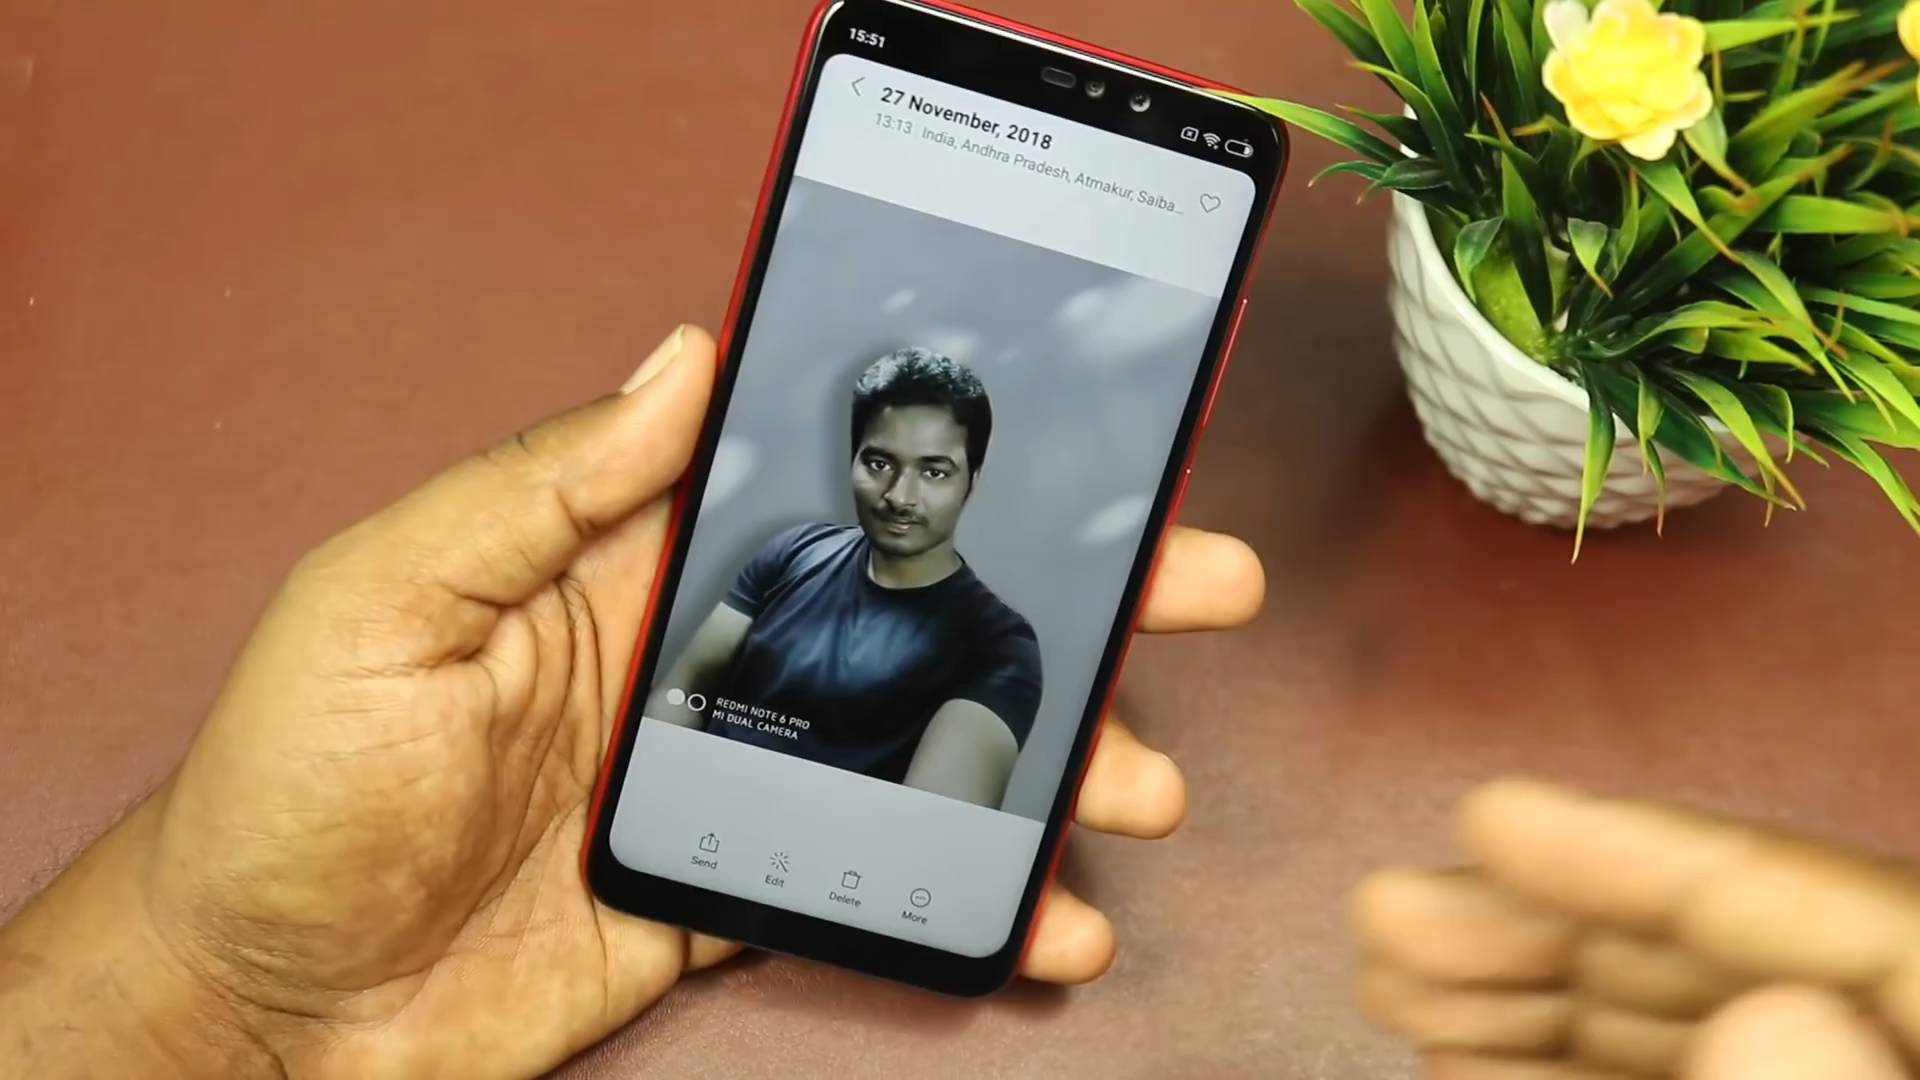 15:51
27 November, 2018
13:13 India, Andhra Pradesh, Atmakur, Saiba...
REDMI NOTE 6 PRO
MI DUAL CAMERA
Send
Edit
Delete
More